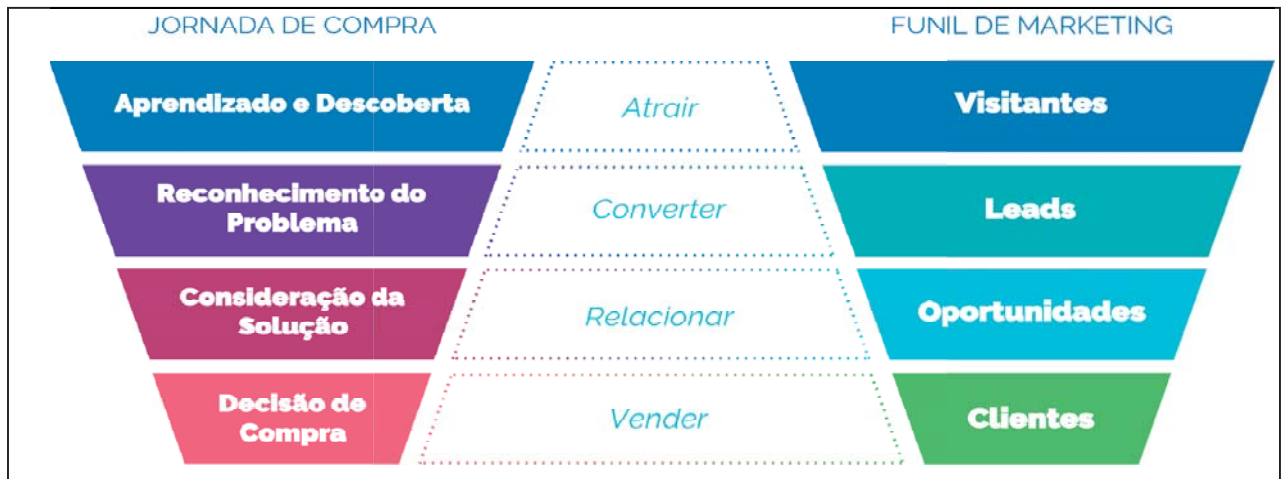 JORNADA DE COMPRA
FUNIL DE MARKETING
Aprendizado e Descoberta
Atrair
Visitantes
Reconhecimento do
Problema
Converter
Leads
Consideração da
Solução
Relacionar
Oportunidades
Decisão de
Compra
Vender
Clientes